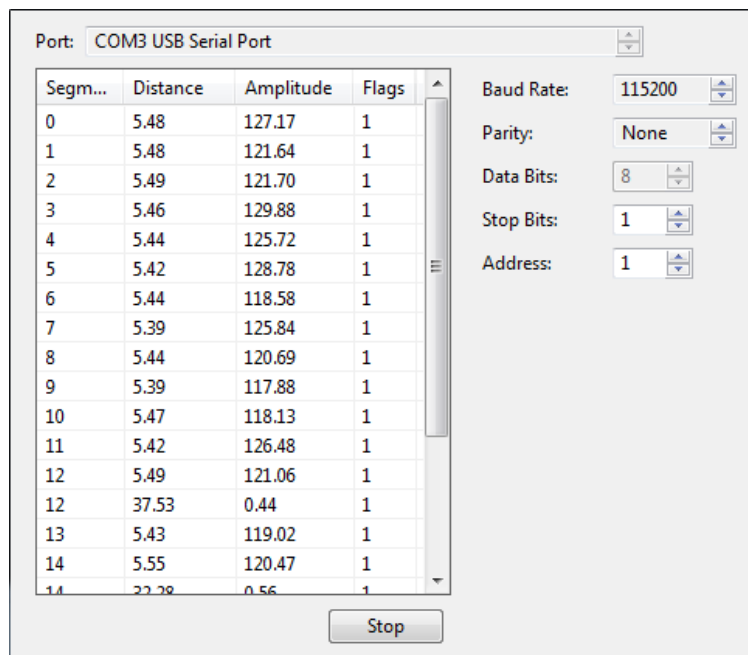 Port: COM3 USB Serial Port
Segm... Distance Amplitude Flags
0 5.48 127.17 1
1 5.48 121.64 1
2 5.49 121.70 1
3 5.46 129.88 1
4 5.44 125.72 1
5 5.42 128.78 1
6 5.44 118.58 1
7 5.39 125.84 1
8 5.44 120.69 1
9 5.39 117.88 1
10 5.47 118.13 1
11 5.42 126.48 1
12 5.49 121.06 1
12 37.53 0.44 1
13 5.43 119.02 1
14 5.55 120.47 1
14 32.28 0.56 1
Baud Rate: 115200
Parity: None
Data Bits: 8
Stop Bits: 1
Address: 1
Stop